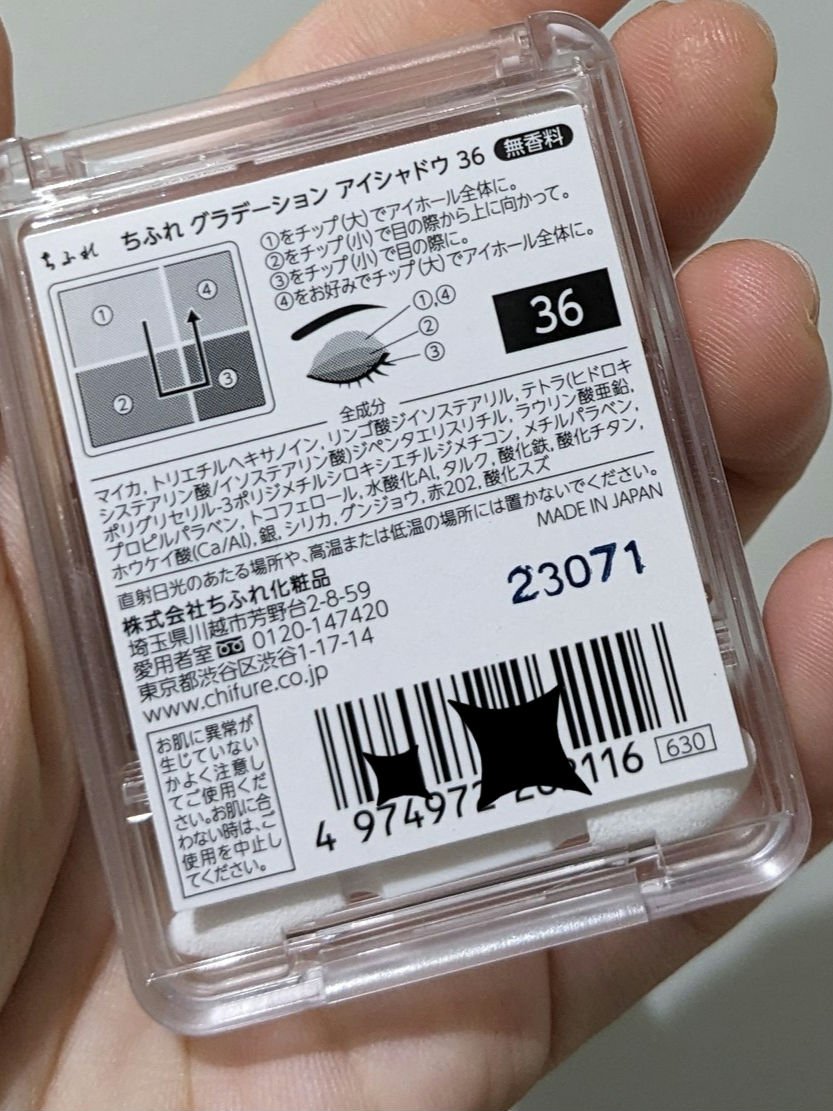 ちふれ グラデーション アイシャドウ 36 無香料
ちふれ
①をチップ(大)でアイホール全体に。
②をチップ(小)で目の際から上に向かって。
③をチップ(小)で目の際に。
④をお好みでチップ(大)でアイホール全体に。
① ④
② ③
①,④
②
③
36
全成分
マイカ, トリエチルヘキサノイン, リンゴ酸ジイソステアリル, テトラ(ヒドロキ
システアリン酸/イソステアリン酸)ジペンタエリスリチル, ラウリン酸亜鉛,
ポリグリセリル-3ポリジメチルシロキシエチルジメチコン, メチルパラベン,
プロピルパラベン, トコフェロール, 水酸化Al, タルク, 酸化鉄, 酸化チタン,
ホウケイ酸(Ca/Al), 銀, シリカ, グンジョウ, 赤202, 酸化スズ
直射日光のあたる場所や、高温または低温の場所には置かないでください。
MADE IN JAPAN
株式会社ちふれ化粧品
埼玉県川越市芳野台2-8-59
愛用者室 0120-147420
東京都渋谷区渋谷1-17-14
www.chifure.co.jp
23071
お肌に異常が
生じていない
かよく注意し
てご使用くだ
さい。お肌に合
わない時は、ご
使用を中止し
てください。
4 974972 116
630